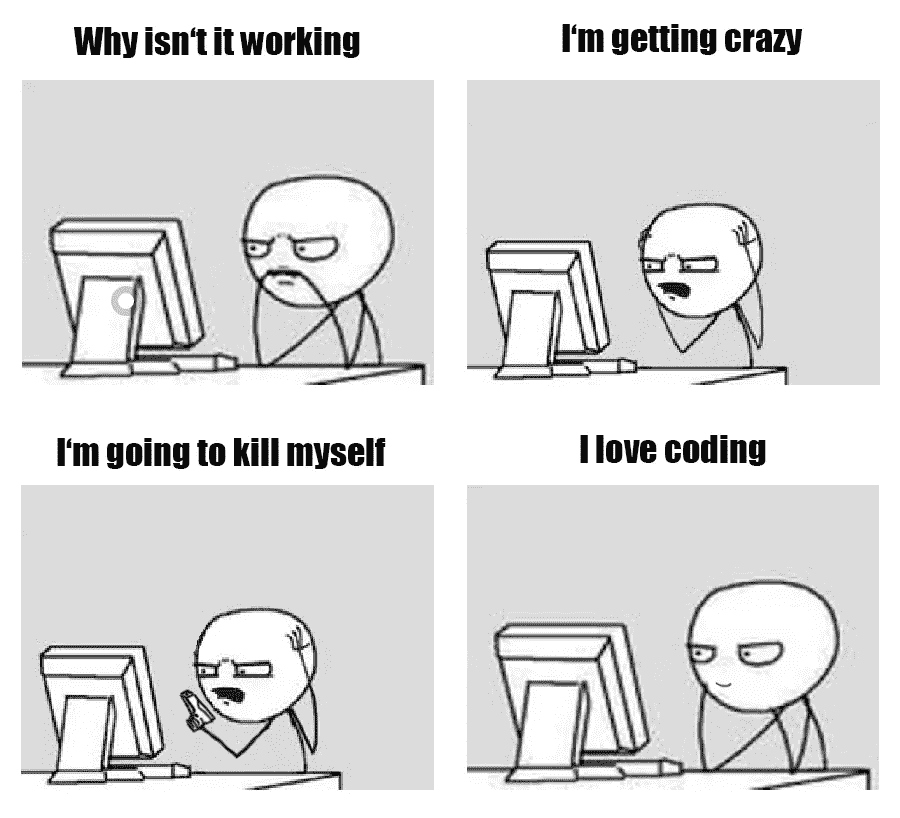 Why isn‘t it working
I‘m getting crazy
I‘m going to kill myself
I love coding